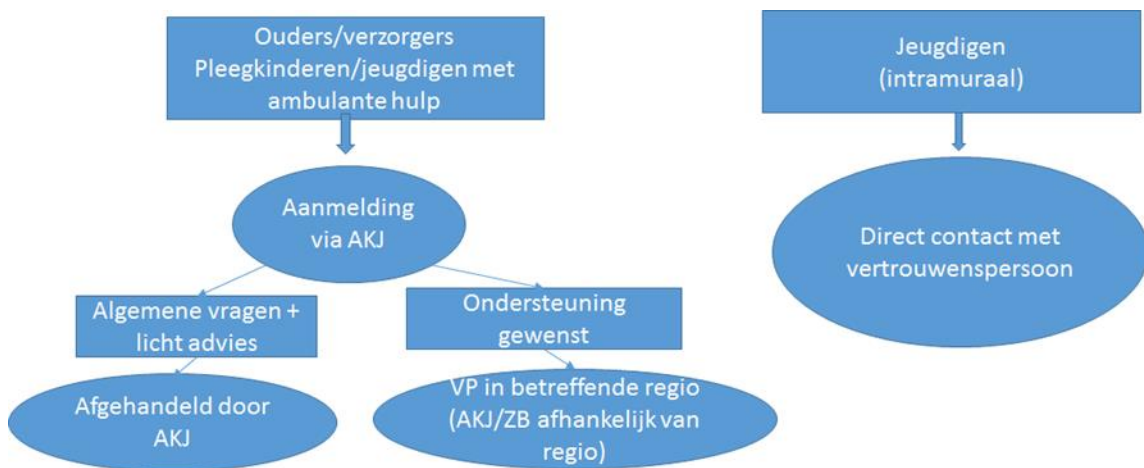 Ouders/verzorgers
Pleegkinderen/jeugdigen met
ambulante hulp
Aanmelding
via AKJ
Algemene vragen +
licht advies
Ondersteuning
gewenst
Afgehandeld door
AKJ
VP in betreffende regio
(AKJ/ZB afhankelijk van
regio)
Jeugdigen
(intramuraal)
Direct contact met
vertrouwenspersoon